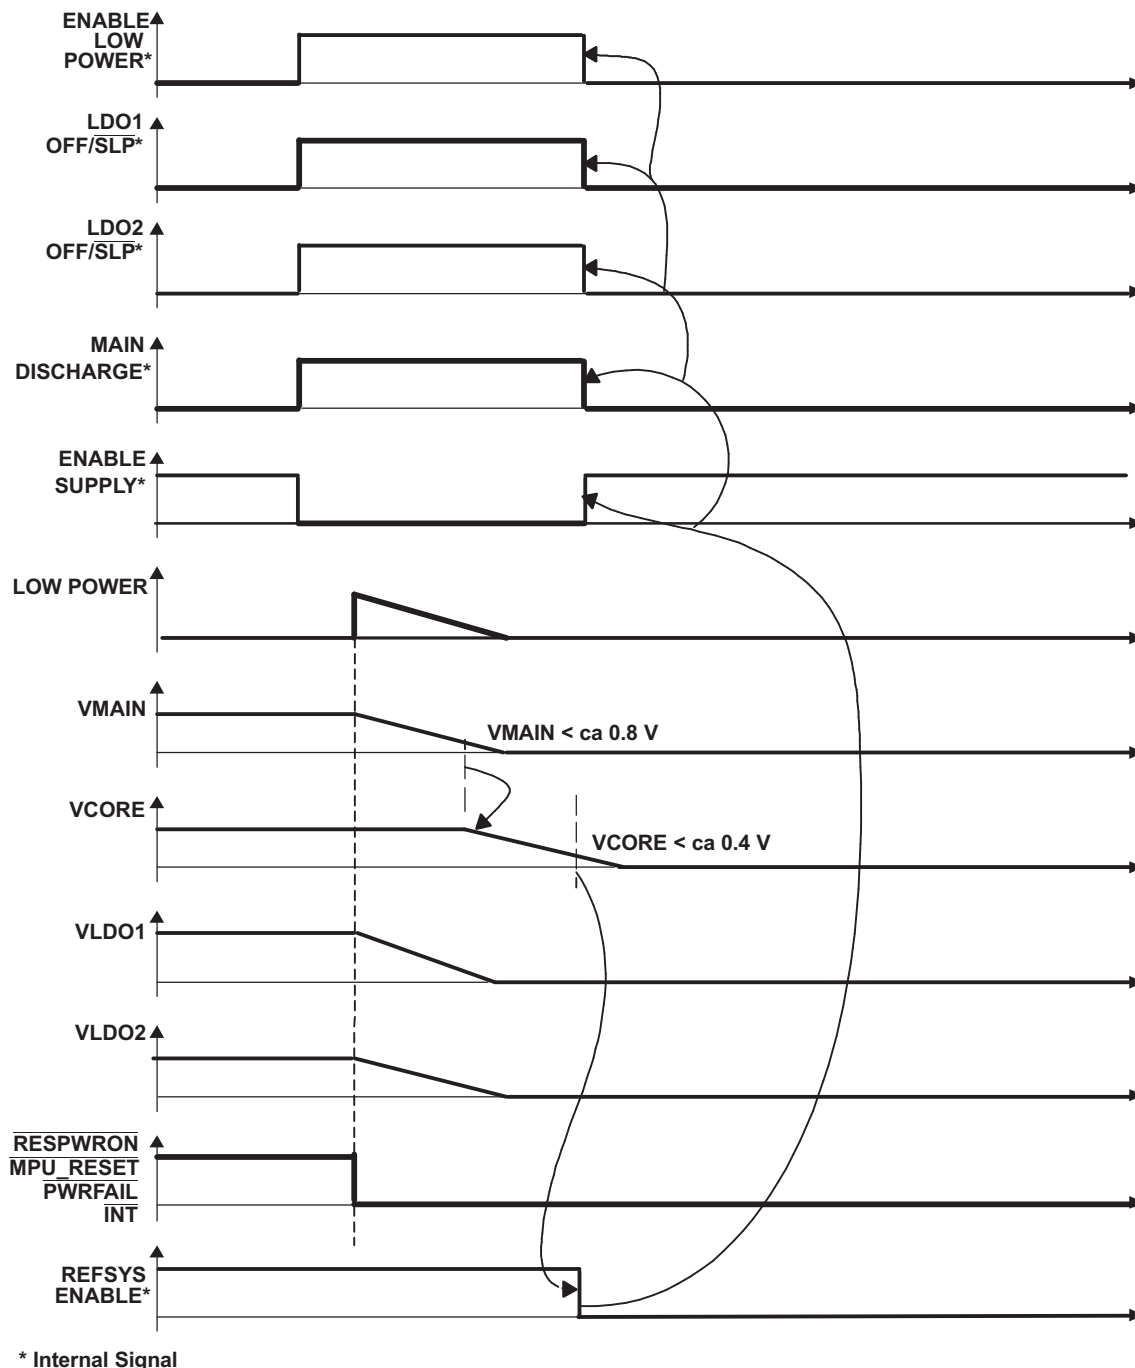 ENABLE
LOW
POWER*
LDO1
OFF/SLP*
LDO2
OFF/SLP*
MAIN
DISCHARGE*
ENABLE
SUPPLY*
LOW POWER
VMAIN
VMAIN < ca 0.8 V
VCORE
VCORE < ca 0.4 V
VLDO1
VLDO2
RESPWRON
MPU_RESET
PWRFAIL
INT
REFSYS
ENABLE*
* Internal Signal